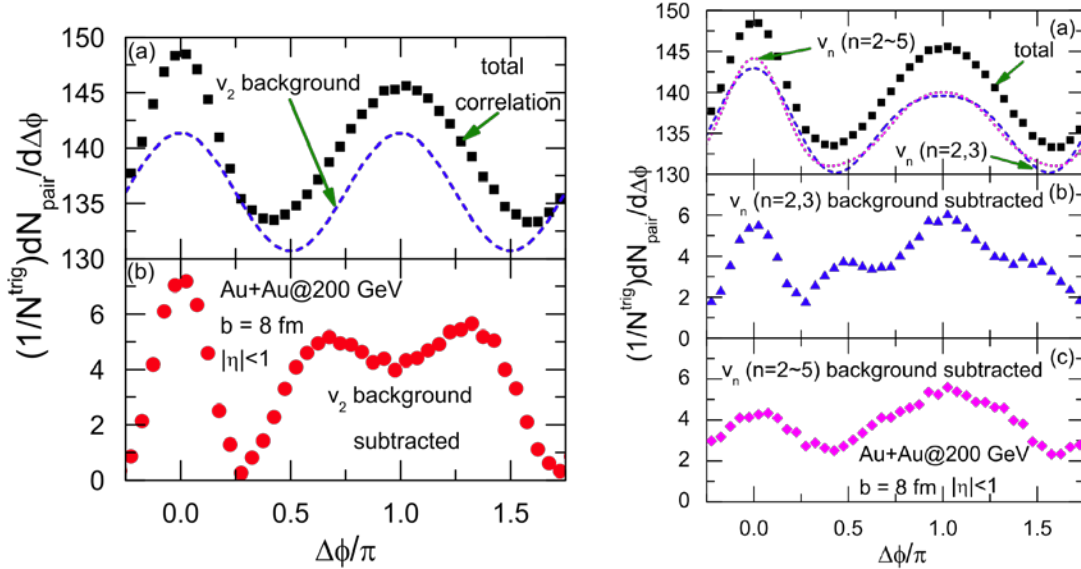 (a)
150
145
140
135
130
v2 background
total
correlation
(b)
6
4
2
0
Au+Au@200 GeV
b = 8 fm
|η|<1
v2 background
subtracted
0.0 0.5 1.0 1.5
Δϕ/π
(1/N^trig)dN_pair/dΔϕ
(a)
150
145
140
135
130
vn (n=2~5)
total
vn (n=2,3)
vn (n=2,3) background subtracted
(b)
6
4
2
0
vn (n=2~5) background subtracted
(c)
6
4
2
0
Au+Au@200 GeV
b = 8 fm |η|<1
0.0 0.5 1.0 1.5
Δϕ/π
(1/N^trig)dN_pair/dΔϕ